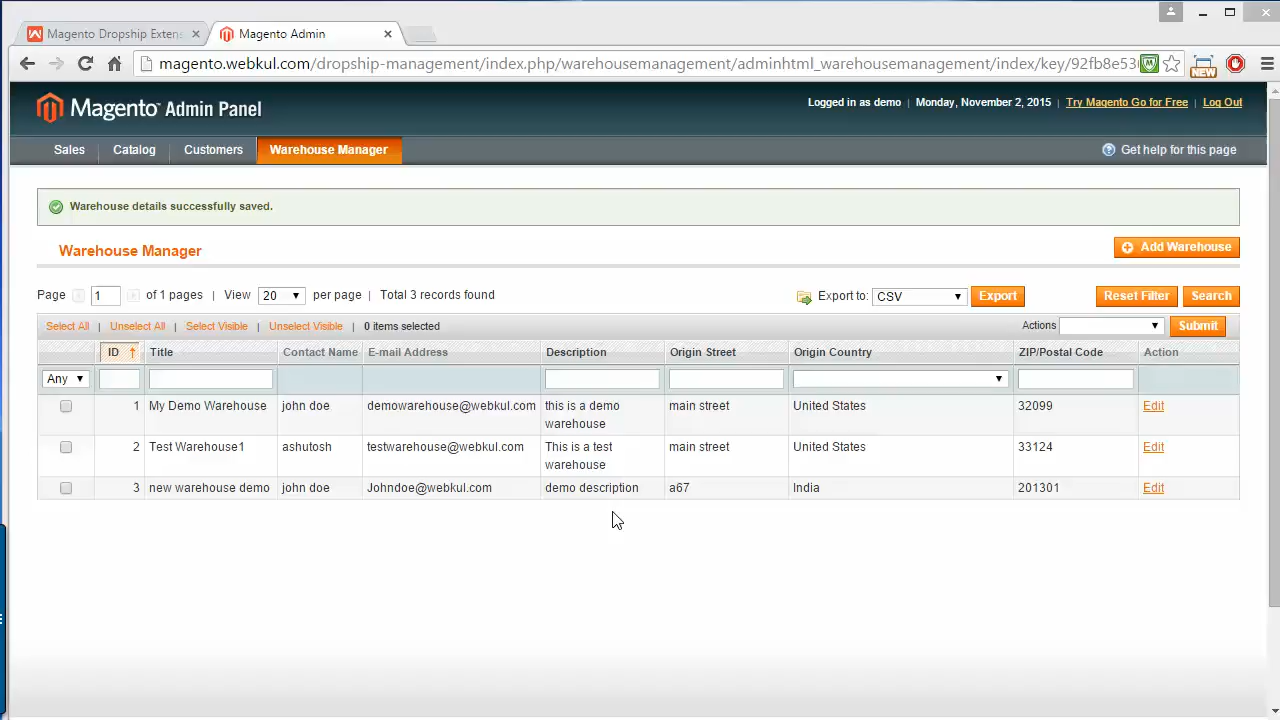 Magento Dropship Extens
Magento Admin
magento.webkul.com/dropship-management/index.php/warehousemanagement/adminhtml_warehousemanagement/index/key/92fb8e53
NEW
Magento Admin Panel
Logged in as demo | Monday, November 2, 2015 | Try Magento Go for Free | Log Out
Sales Catalog Customers Warehouse Manager Get help for this page
Warehouse details successfully saved.
Warehouse Manager Add Warehouse
Page 1 of 1 pages | View 20 per page | Total 3 records found Export to: CSV Export Reset Filter Search
Select All | Unselect All | Select Visible | Unselect Visible | 0 items selected Actions Submit
ID Title Contact Name E-mail Address Description Origin Street Origin Country ZIP/Postal Code Action
Any
1 My Demo Warehouse john doe demowarehouse@webkul.com this is a demo main street United States 32099 Edit
warehouse
2 Test Warehouse1 ashutosh testwarehouse@webkul.com This is a test main street United States 33124 Edit
warehouse
3 new warehouse demo john doe Johndoe@webkul.com demo description a67 India 201301 Edit